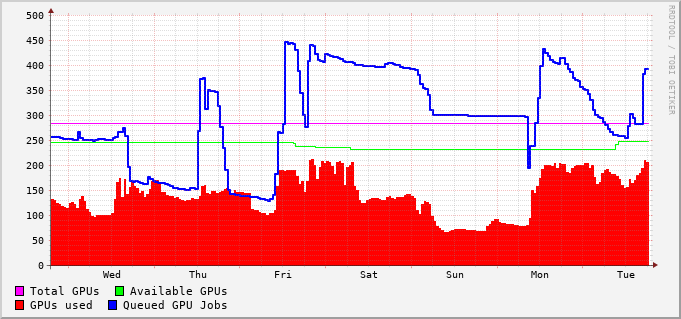 RRDTOOL / TOBI OETIKER
500
450
400
350
300
250
200
150
100
50
0
Wed Thu Fri Sat Sun Mon Tue
Total GPUs Available GPUs
GPUs used Queued GPU Jobs